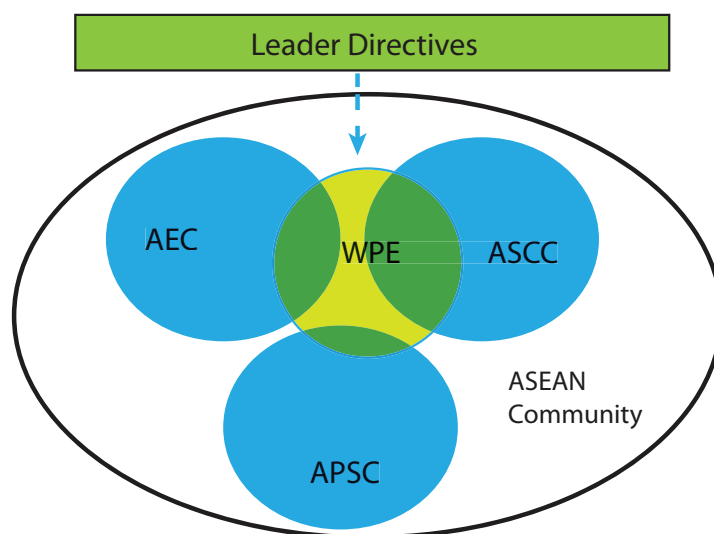 Leader Directives
AEC
WPE
ASCC
ASEAN
Community
APSC